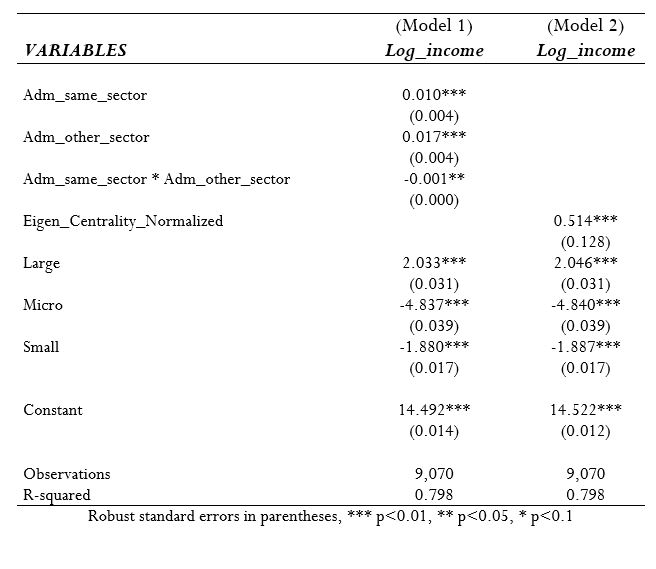 (Model 1) (Model 2)
VARIABLES Log_income Log_income
Adm_same_sector 0.010***
(0.004)
Adm_other_sector 0.017***
(0.004)
Adm_same_sector * Adm_other_sector -0.001**
(0.000)
Eigen_Centrality_Normalized 0.514***
(0.128)
Large 2.033*** 2.046***
(0.031) (0.031)
Micro -4.837*** -4.840***
(0.039) (0.039)
Small -1.880*** -1.887***
(0.017) (0.017)
Constant 14.492*** 14.522***
(0.014) (0.012)
Observations 9,070 9,070
R-squared 0.798 0.798
Robust standard errors in parentheses, *** p<0.01, ** p<0.05, * p<0.1